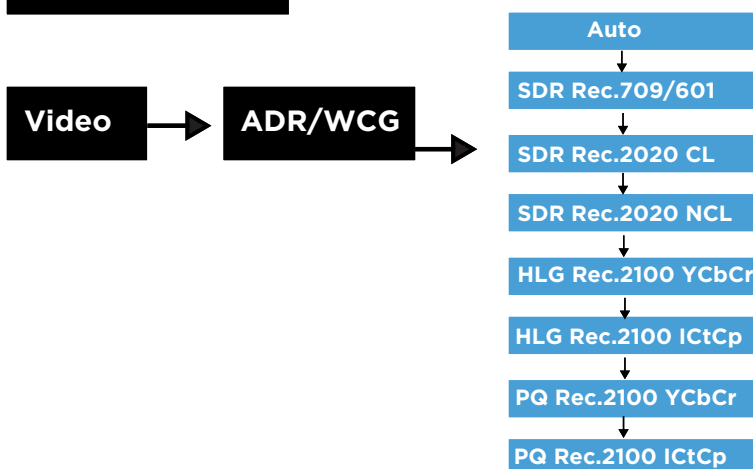 Auto
Video
ADR/WCG
SDR Rec.709/601
SDR Rec.2020 CL
SDR Rec.2020 NCL
HLG Rec.2100 YCbCr
HLG Rec.2100 ICtCp
PQ Rec.2100 YCbCr
PQ Rec.2100 ICtCp